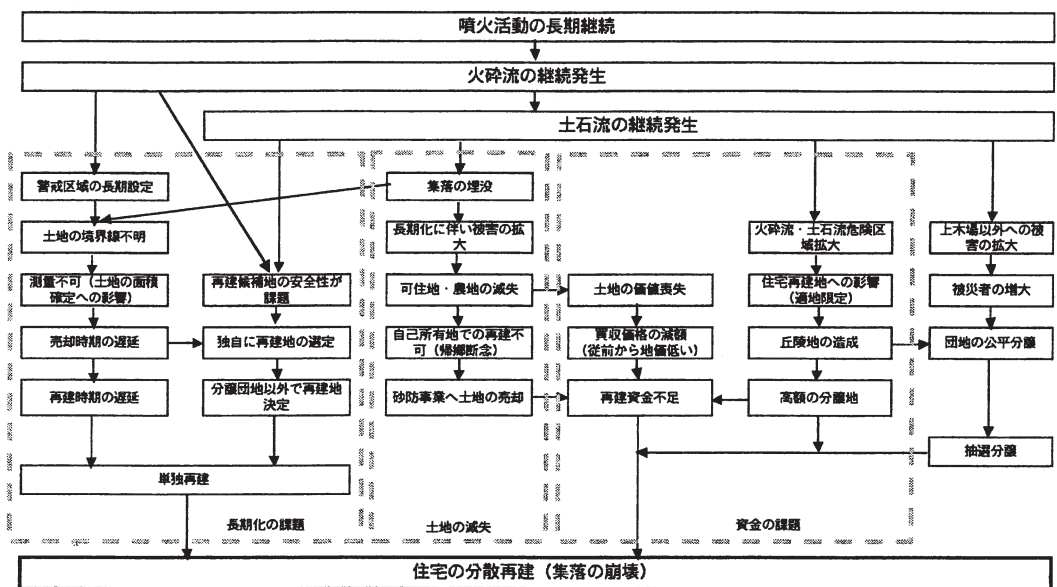 噴火活動の長期継続
火砕流の継続発生
土石流の継続発生
警戒区域の長期設定
集落の埋没
土地の境界線不明
長期化に伴い被害の拡
大
火砕流・土石流危険区
域拡大
上木場以外への被
害の拡大
測量不可（土地の面積
確定への影響）
再建候補地の安全性が
課題
可住地・農地の減失
土地の価値喪失
住宅再建地への影響
（適地限定）
被災者の増大
売却時期の遅延
独自に再建地の選定
自己所有地での再建不
可（帰郷断念）
買収価格の減額
（従前から地価低い）
丘陵地の造成
団地の公平分譲
再建時期の遅延
分譲団地以外で再建地
決定
砂防事業へ土地の売却
再建資金不足
高額の分譲地
抽選分譲
単独再建
長期化の課題
土地の減失
資金の課題
住宅の分散再建（集落の崩壊）